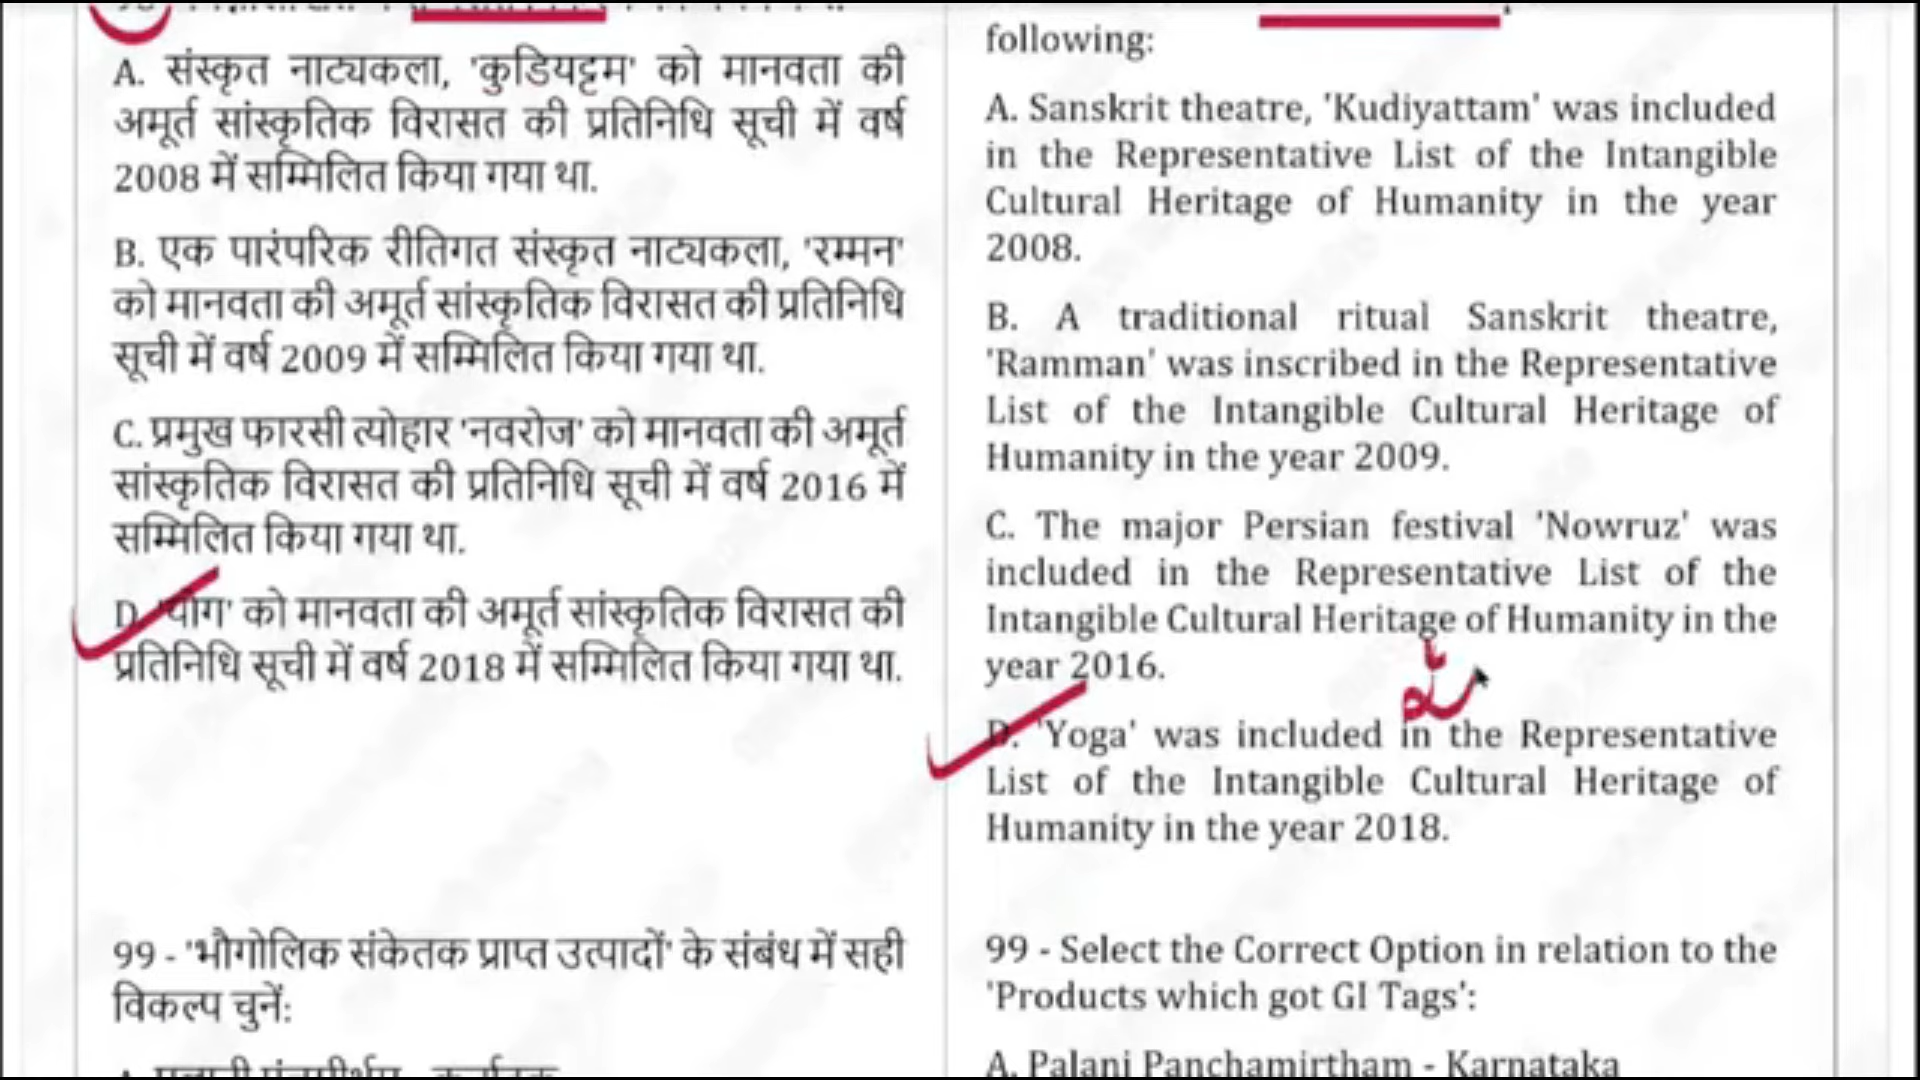 A. संस्कृत नाट्यकला, 'कुडियट्टम' को मानवता की
अमूर्त सांस्कृतिक विरासत की प्रतिनिधि सूची में वर्ष
2008 में सम्मिलित किया गया था.
B. एक पारंपरिक रीतिगत संस्कृत नाट्यकला, 'रम्मन'
को मानवता की अमूर्त सांस्कृतिक विरासत की प्रतिनिधि
सूची में वर्ष 2009 में सम्मिलित किया गया था.
C. प्रमुख फारसी त्योहार 'नवरोज' को मानवता की अमूर्त
सांस्कृतिक विरासत की प्रतिनिधि सूची में वर्ष 2016 में
सम्मिलित किया गया था.
D. 'योग' को मानवता की अमूर्त सांस्कृतिक विरासत की
प्रतिनिधि सूची में वर्ष 2018 में सम्मिलित किया गया था.
99 - 'भौगोलिक संकेतक प्राप्त उत्पादों' के संबंध में सही
विकल्प चुनें:
following:
A. Sanskrit theatre, 'Kudiyattam' was included
in the Representative List of the Intangible
Cultural Heritage of Humanity in the year
2008.
B. A traditional ritual Sanskrit theatre,
'Ramman' was inscribed in the Representative
List of the Intangible Cultural Heritage of
Humanity in the year 2009.
C. The major Persian festival 'Nowruz' was
included in the Representative List of the
Intangible Cultural Heritage of Humanity in the
year 2016.
D. 'Yoga' was included in the Representative
List of the Intangible Cultural Heritage of
Humanity in the year 2018.
99 - Select the Correct Option in relation to the
'Products which got GI Tags':
A. Palani Panchamirtham - Karnataka